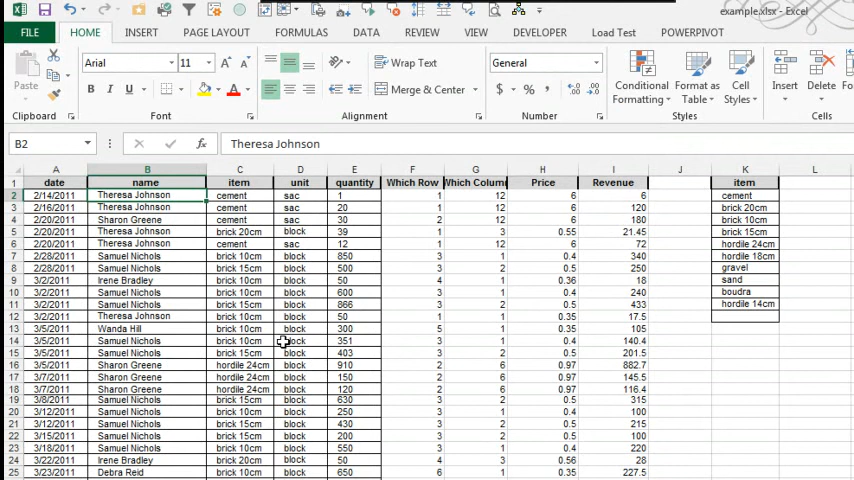 example.xlsx - Excel
FILE HOME INSERT PAGE LAYOUT FORMULAS DATA REVIEW VIEW DEVELOPER Load Test POWERPIVOT
Arial 11 Wrap Text General
Paste B I U A Merge & Center $ % , Conditional Formatting Format as Table Cell Styles Insert Delete
Clipboard Font Alignment Number Styles Cells
B2 fx Theresa Johnson
A B C D E F G H I J K L
1 date name item unit quantity Which Row Which Column Price Revenue item
2 2/14/2011 Theresa Johnson cement sac 1 1 12 6 6 cement
3 2/16/2011 Theresa Johnson cement sac 20 1 12 6 120 brick 20cm
4 2/20/2011 Sharon Greene cement sac 30 2 12 6 180 brick 10cm
5 2/20/2011 Theresa Johnson brick 20cm block 39 1 3 0.55 21.45 brick 15cm
6 2/20/2011 Theresa Johnson cement sac 12 1 12 6 72 hordile 24cm
7 2/28/2011 Samuel Nichols brick 10cm block 850 3 1 0.4 340 hordile 18cm
8 2/28/2011 Samuel Nichols brick 15cm block 500 3 2 0.5 250 gravel
9 3/2/2011 Irene Bradley brick 10cm block 50 4 1 0.36 18 sand
10 3/2/2011 Samuel Nichols brick 10cm block 600 3 1 0.4 240 boudra
11 3/2/2011 Samuel Nichols brick 15cm block 866 3 2 0.5 433 hordile 14cm
12 3/2/2011 Theresa Johnson brick 10cm block 50 1 1 0.35 17.5
13 3/5/2011 Wanda Hill brick 10cm block 300 5 1 0.35 105
14 3/5/2011 Samuel Nichols brick 10cm block 351 3 1 0.4 140.4
15 3/5/2011 Samuel Nichols brick 15cm block 403 3 2 0.5 201.5
16 3/5/2011 Sharon Greene hordile 24cm block 910 2 6 0.97 882.7
17 3/7/2011 Sharon Greene hordile 24cm block 150 2 6 0.97 145.5
18 3/7/2011 Sharon Greene hordile 24cm block 120 2 6 0.97 116.4
19 3/8/2011 Samuel Nichols brick 15cm block 630 3 2 0.5 315
20 3/12/2011 Samuel Nichols brick 10cm block 250 3 1 0.4 100
21 3/12/2011 Samuel Nichols brick 15cm block 430 3 2 0.5 215
22 3/15/2011 Samuel Nichols brick 15cm block 200 3 2 0.5 100
23 3/18/2011 Samuel Nichols brick 10cm block 550 3 1 0.4 220
24 3/22/2011 Irene Bradley brick 20cm block 50 4 3 0.56 28
25 3/23/2011 Debra Reid brick 10cm block 650 6 1 0.35 227.5